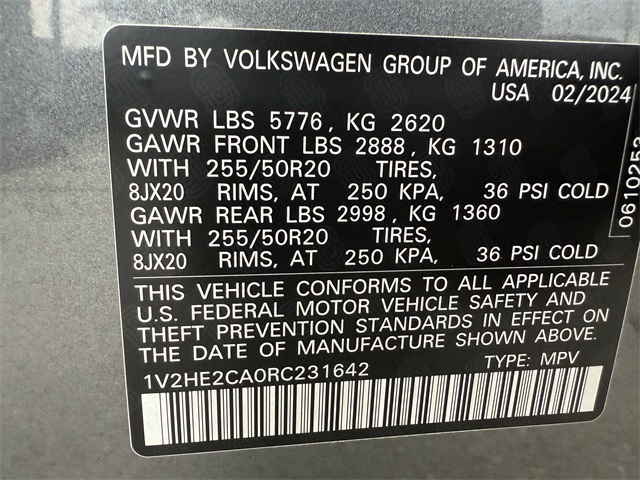 MFD BY VOLKSWAGEN GROUP OF AMERICA, INC.
USA 02/2024
GVWR LBS 5776, KG 2620
GAWR FRONT LBS 2888, KG 1310
WITH 255/50R20 TIRES,
8JX20 RIMS, AT 250 KPA, 36 PSI COLD
GAWR REAR LBS 2998, KG 1360
WITH 255/50R20 TIRES,
8JX20 RIMS, AT 250 KPA, 36 PSI COLD
THIS VEHICLE CONFORMS TO ALL APPLICABLE
U.S. FEDERAL MOTOR VEHICLE SAFETY AND
THEFT PREVENTION STANDARDS IN EFFECT ON
THE DATE OF MANUFACTURE SHOWN ABOVE.
1V2HE2CA0RC231642 TYPE: MPV
0610253